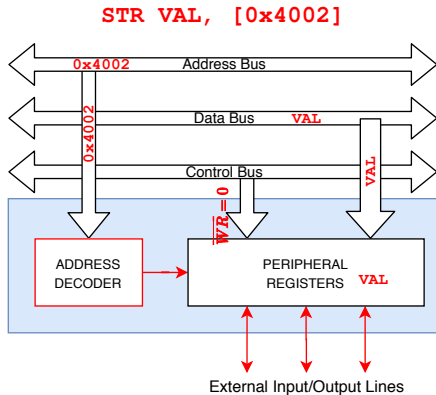 STR VAL, [0x4002]
0x4002
Address Bus
0x4002
Data Bus VAL
VAL
Control Bus
WR=0
ADDRESS
DECODER
PERIPHERAL
REGISTERS VAL
External Input/Output Lines